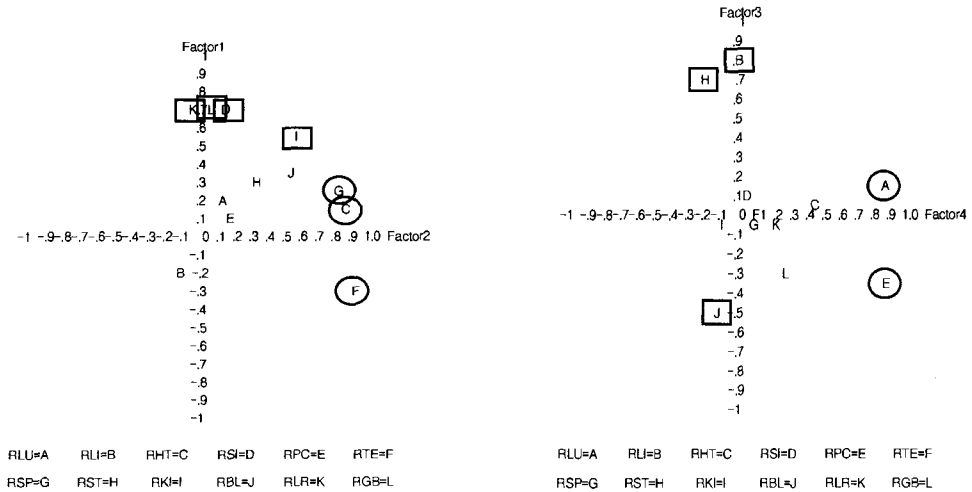 Factor1
.9
.8
K .7 L D
.6
I
.5
.4 J
.3 H
G
.2 A
C
.1 E
-1 -.9-.8-.7-.6-.5-.4-.3-.2-.1 0 .1 .2 .3 .4 .5 .6 .7 .8 .9 1.0 Factor2
-.1
B -.2
-.3 F
-.4
-.5
-.6
-.7
-.8
-.9
-1
RLU=A RLI=B RHT=C RSI=D RPC=E RTE=F
RSP=G RST=H RKI=I RBL=J RLR=K RGB=L
Factor3
.9
.8 B
H .7
.6
.5
.4
.3
.2 A
.1 D
C
F
-1 -.9-.8-.7-.6-.5-.4-.3-.2-.1 0 .1 .2 .3 .4 .5 .6 .7 .8 .9 1.0 Factor4
I -.1 G K
-.2
-.3 L
E
-.4
J -.5
-.6
-.7
-.8
-.9
-1
RLU=A RLI=B RHT=C RSI=D RPC=E RTE=F
RSP=G RST=H RKI=I RBL=J RLR=K RGB=L